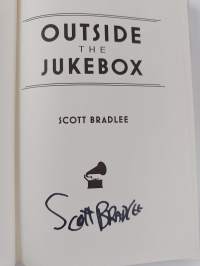 OUTSIDE
THE
JUKEBOX
SCOTT BRADLEE
SCOTT BRADLEE